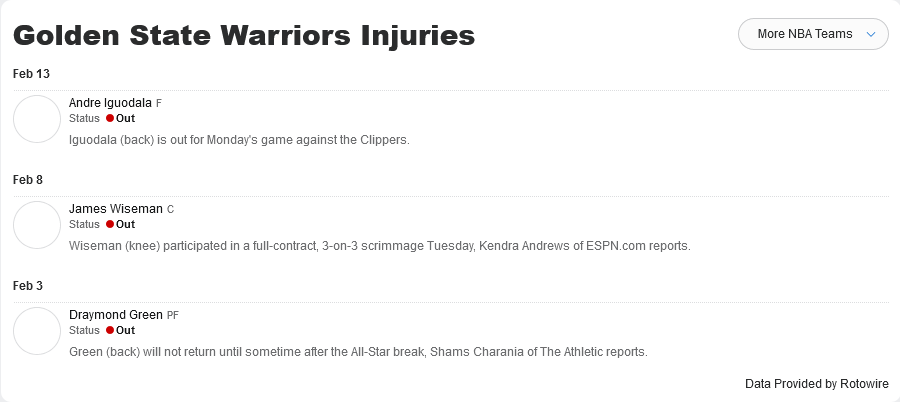 Golden State Warriors Injuries
More NBA Teams
Feb 13
Andre Iguodala F
Status Out
Iguodala (back) is out for Monday's game against the Clippers.
Feb 8
James Wiseman C
Status Out
Wiseman (knee) participated in a full-contract, 3-on-3 scrimmage Tuesday, Kendra Andrews of ESPN.com reports.
Feb 3
Draymond Green PF
Status Out
Green (back) will not return until sometime after the All-Star break, Shams Charania of The Athletic reports.
Data Provided by Rotowire